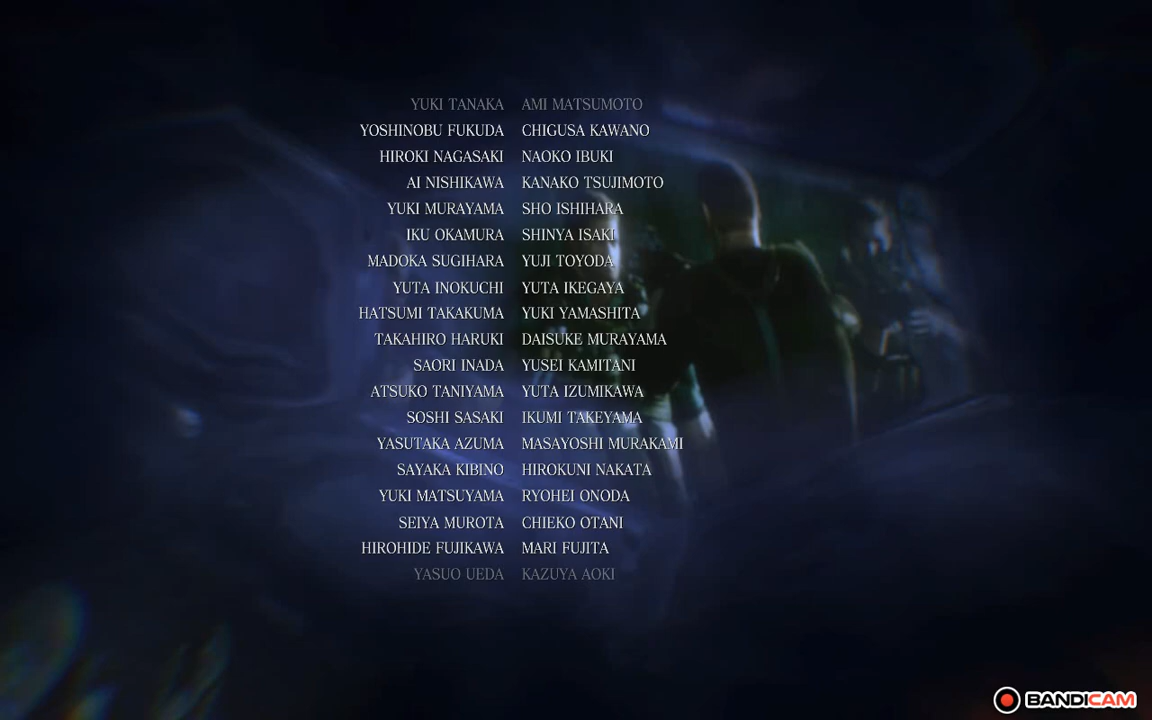 YUKI TANAKA AMI MATSUMOTO
YOSHINOBU FUKUDA CHIGUSA KAWANO
HIROKI NAGASAKI NAOKO IBUKI
AI NISHIKAWA KANAKO TSUJIMOTO
YUKI MURAYAMA SHO ISHIHARA
IKU OKAMURA SHINYA ISAKI
MADOKA SUGIHARA YUJI TOYODA
YUTA INOKUCHI YUTA IKEGAYA
HATSUMI TAKAKUMA YUKI YAMASHITA
TAKAHIRO HARUKI DAISUKE MURAYAMA
SAORI INADA YUSEI KAMITANI
ATSUKO TANIYAMA YUTA IZUMIKAWA
SOSHI SASAKI IKUMI TAKEYAMA
YASUTAKA AZUMA MASAYOSHI MURAKAMI
SAYAKA KIBINO HIROKUNI NAKATA
YUKI MATSUYAMA RYOHEI ONODA
SEIYA MUROTA CHIEKO OTANI
HIROHIDE FUJIKAWA MARI FUJITA
YASUO UEDA KAZUYA AOKI
BANDICAM